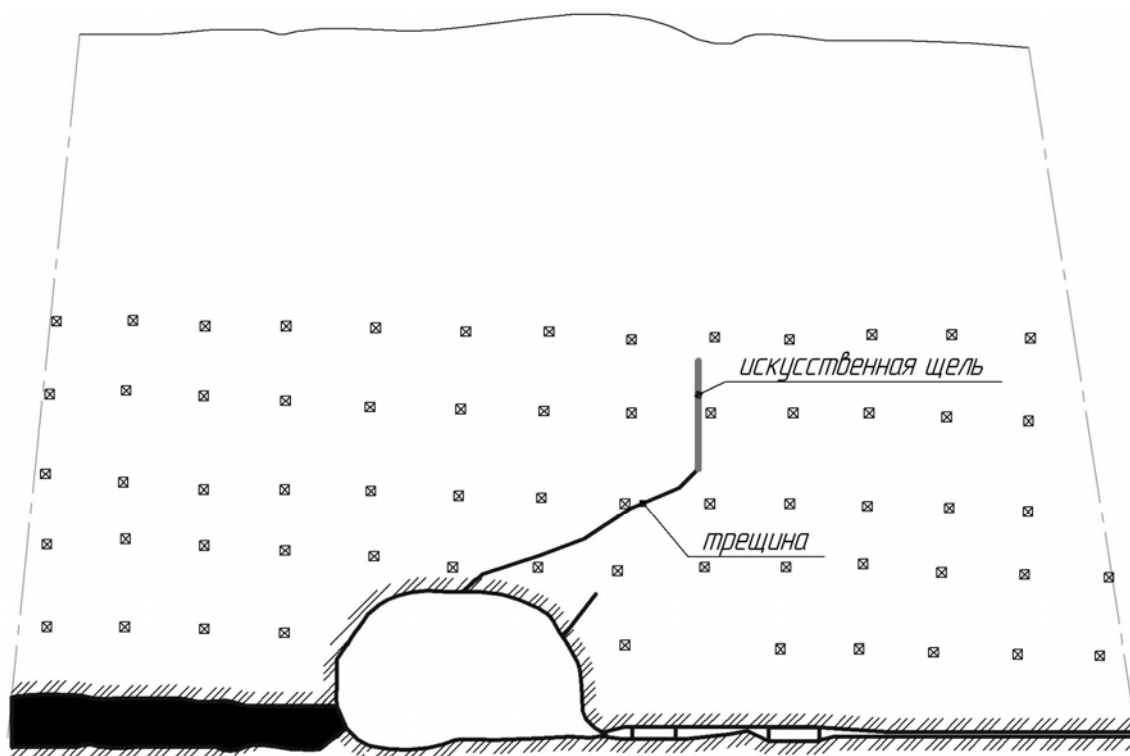 искусственная щель
трещина